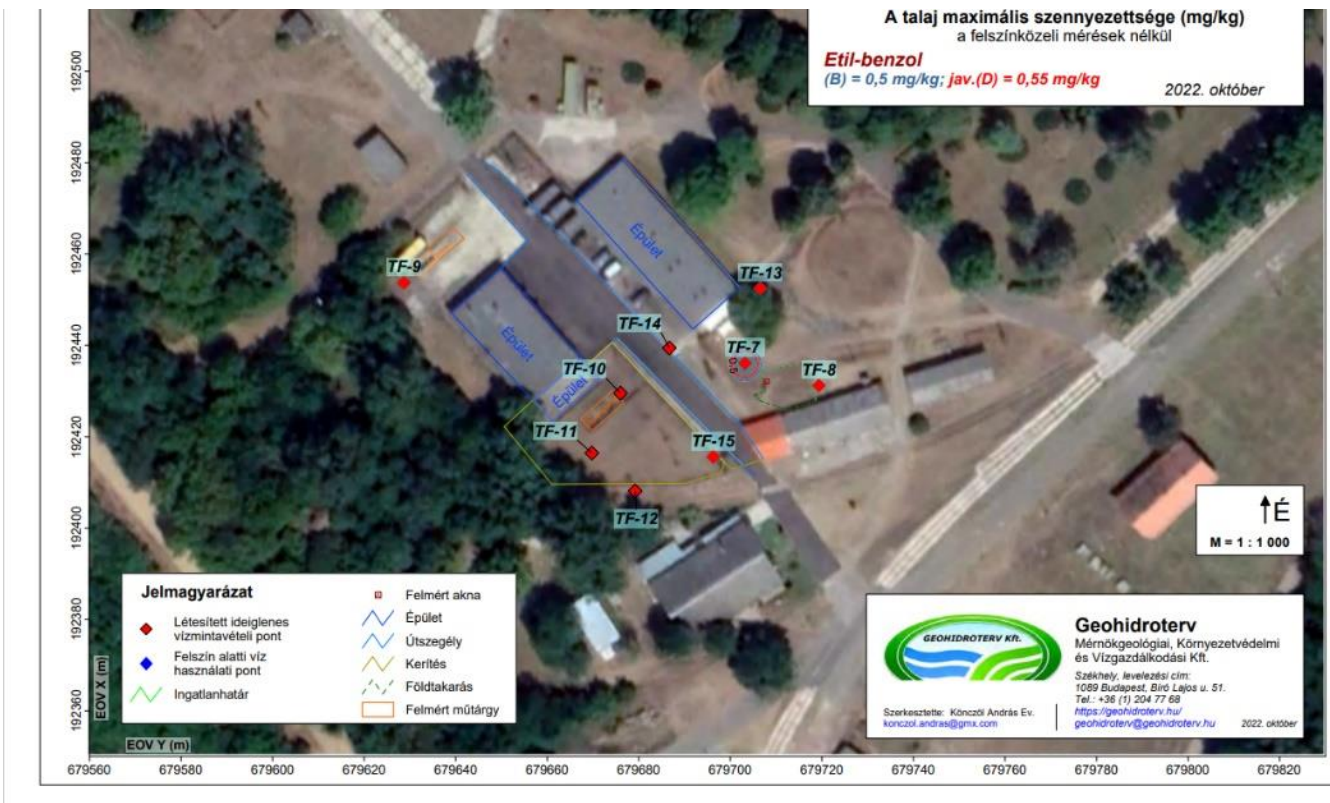 A talaj maximális szennyezettsége (mg/kg)
a felszínközeli mérések nélkül
Etil-benzol
(B) = 0,5 mg/kg; jav.(D) = 0,55 mg/kg
2022. október
192500
192480
192460
192440
192420
192400
192380
192360
EOV X (m)
Épület
TF-9
TF-13
TF-14
TF-7
0,5
TF-8
Épület
TF-10
Épület
TF-11
TF-15
TF-12
É
M = 1 : 1 000
Jelmagyarázat
Létesített ideiglenes
vízmintavételi pont
Felszín alatti víz
használati pont
Ingatlanhatár
Felmért akna
Épület
Útszegély
Kerítés
Földtakarás
Felmért műtárgy
GEOHIDROTERV Kft.
Geohidroterv
Mérnökgeológiai, Környezetvédelmi
és Vízgazdálkodási Kft.
Székhely, levelezési cím:
1089 Budapest, Bíró Lajos u. 51.
Tel.: +36 (1) 204 77 68
https://geohidroterv.hu/
geohidroterv@geohidroterv.hu
2022. október
Szerkesztette: Könczöl András Ev.
konczol.andras@gmx.com
EOV Y (m)
679560 679580 679600 679620 679640 679660 679680 679700 679720 679740 679760 679780 679800 679820